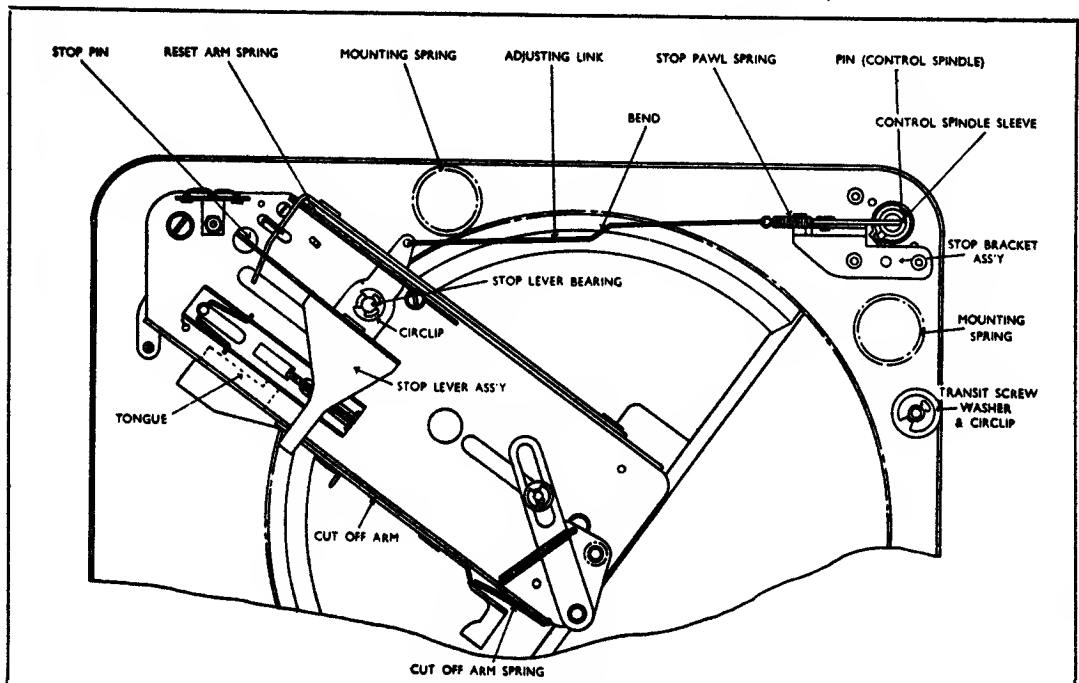 STOP PIN
RESET ARM SPRING
MOUNTING SPRING
ADJUSTING LINK
STOP PAWL SPRING
PIN (CONTROL SPINDLE)
BEND
CONTROL SPINDLE SLEEVE
STOP BRACKET
ASS'Y
STOP LEVER BEARING
CIRCLIP
MOUNTING
SPRING
STOP LEVER ASS'Y
TRANSIT SCREW
WASHER
& CIRCLIP
TONGUE
CUT OFF ARM
CUT OFF ARM SPRING